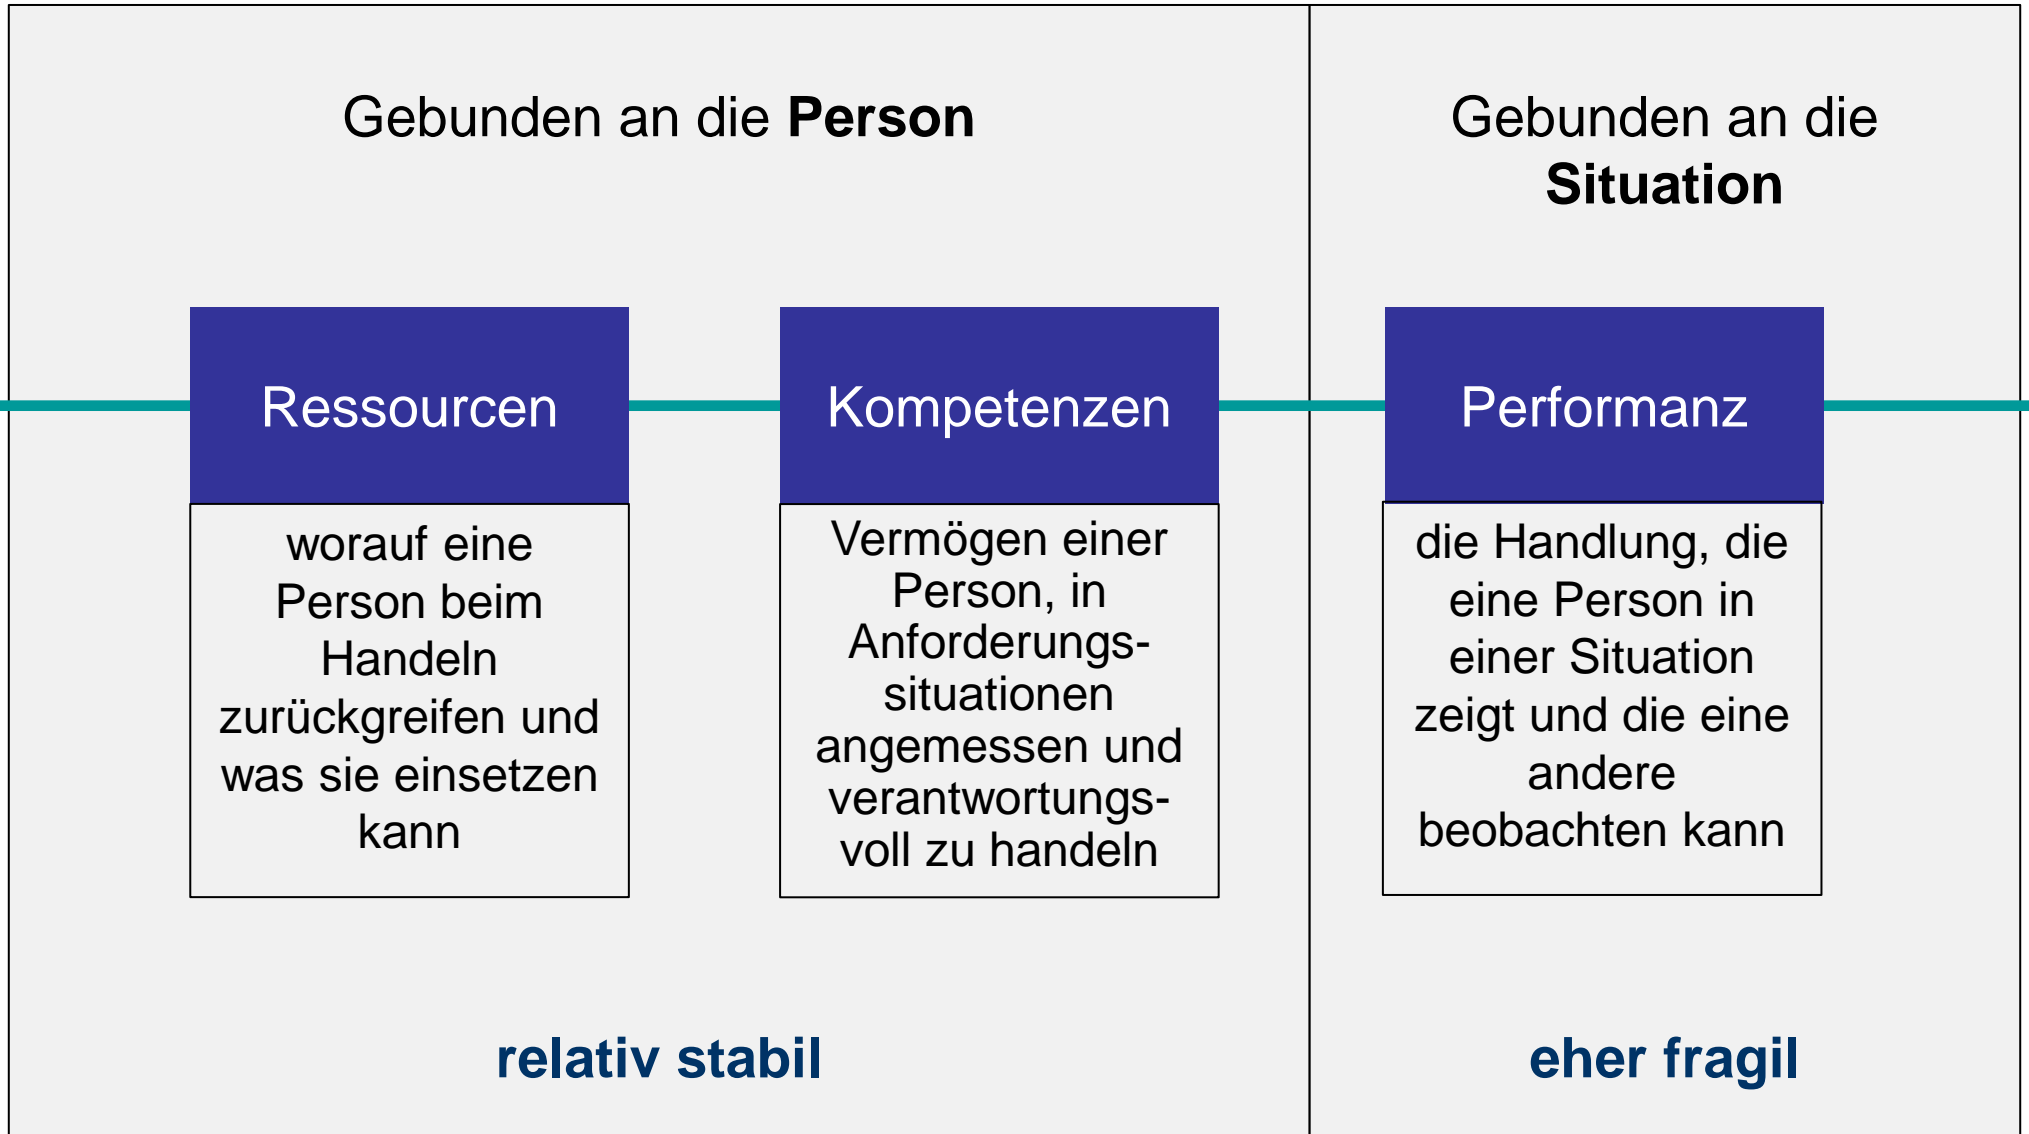 Gebunden an die Person
Gebunden an die
Situation
Ressourcen
worauf eine
Person beim
Handeln
zurückgreifen und
was sie einsetzen
kann
Kompetenzen
Vermögen einer
Person, in
Anforderungs-
situationen
angemessen und
verantwortungs-
voll zu handeln
Performanz
die Handlung, die
eine Person in
einer Situation
zeigt und die eine
andere
beobachten kann
relativ stabil
eher fragil